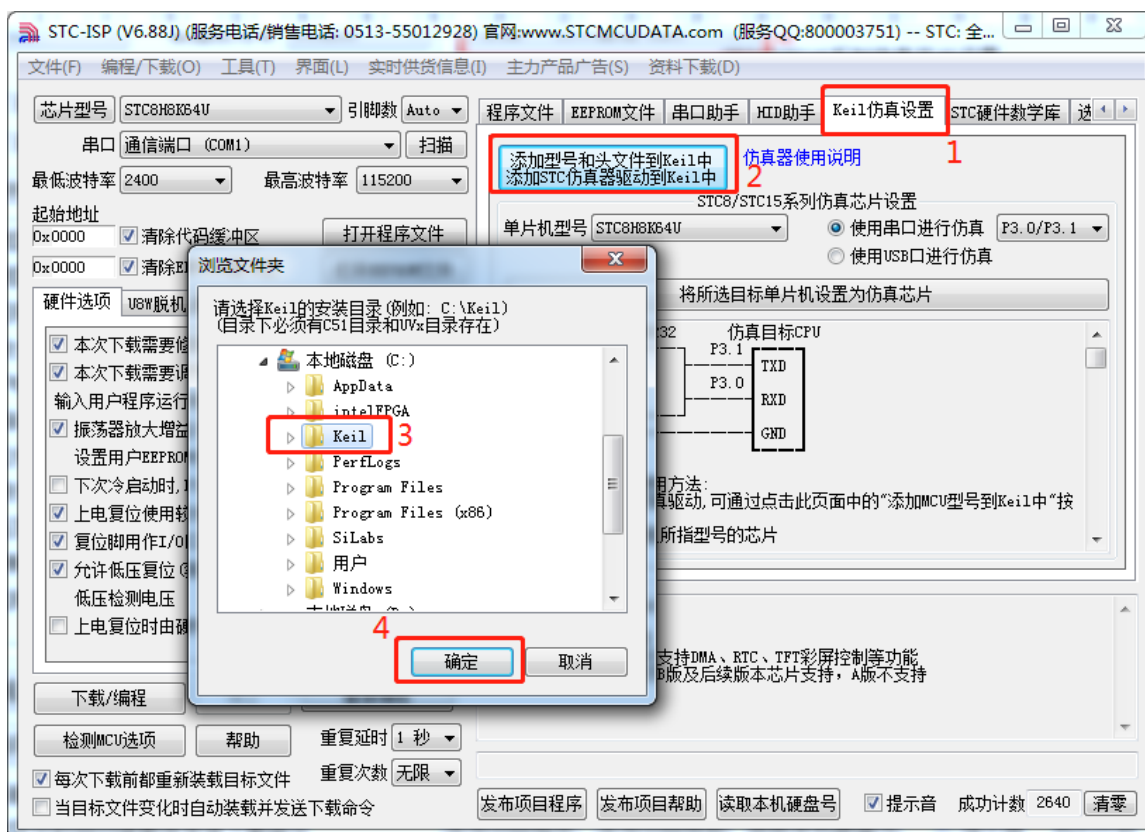 STC-ISP (V6.88J) (服务电话/销售电话: 0513-55012928) 官网:www.STCMCUDATA.com (服务QQ:800003751) -- STC: 全...
文件(F) 编程/下载(O) 工具(T) 界面(L) 实时供货信息(I) 主力产品广告(S) 资料下载(D)
芯片型号 STC8H8K64U 引脚数 Auto
串口 通信端口 (COM1) 扫描
最低波特率 2400 最高波特率 115200
起始地址
0x0000 清除代码缓冲区 打开程序文件
0x0000 清除
硬件选项 U8W脱机
本次下载需要修
本次下载需要调
输入用户程序运行
振荡器放大增益
设置用户EEPROM
下次冷启动时,
上电复位使用较
复位脚用作I/O
允许低压复位
低压检测电压
上电复位时由硬
下载/编程
检测MCU选项 帮助 重复延时 1 秒
每次下载前都重新装载目标文件 重复次数 无限
当目标文件变化时自动装载并发送下载命令
程序文件 EEPROM文件 串口助手 HID助手 Keil仿真设置 STC硬件数学库 选
1
添加型号和头文件到Keil中
添加STC仿真器驱动到Keil中
2
仿真器使用说明
STC8/STC15系列仿真芯片设置
单片机型号 STC8H8K64U 使用串口进行仿真 P3.0/P3.1
使用USB口进行仿真
将所选目标单片机设置为仿真芯片
232 仿真目标CPU
P3.1 TXD
P3.0 RXD
GND
用方法:
真驱动,可通过点击此页面中的"添加MCU型号到Keil中"按
所指型号的芯片
浏览文件夹
请选择Keil的安装目录(例如: C:\Keil)
(目录下必须有C51目录和UVx目录存在)
本地磁盘 (C:)
AppData
intelFPGA
Keil 3
PerfLogs
Program Files
Program Files (x86)
SiLabs
用户
Windows
4
确定 取消
支持DMA、RTC、TFT彩屏控制等功能
B版及后续版本芯片支持，A版不支持
发布项目程序 发布项目帮助 读取本机硬盘号 提示音 成功计数 2640 清零